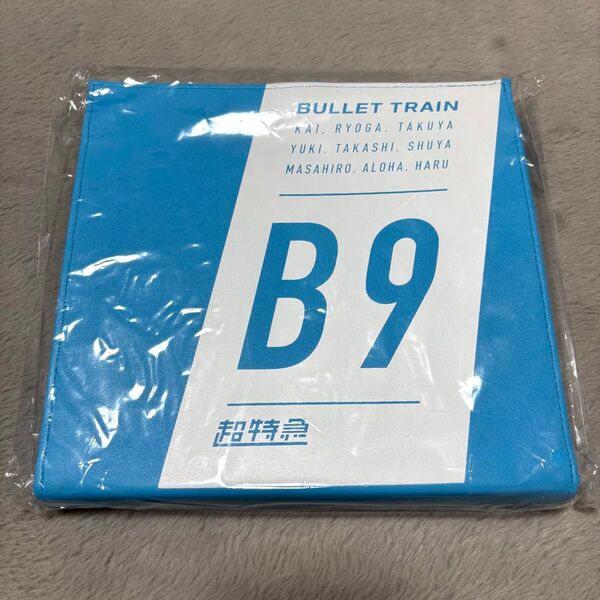 BULLET TRAIN
KAI, RYOGA, TAKUYA
YUKI, TAKASHI, SHUYA
MASAHIRO, ALOHA, HARU
B9
超特急